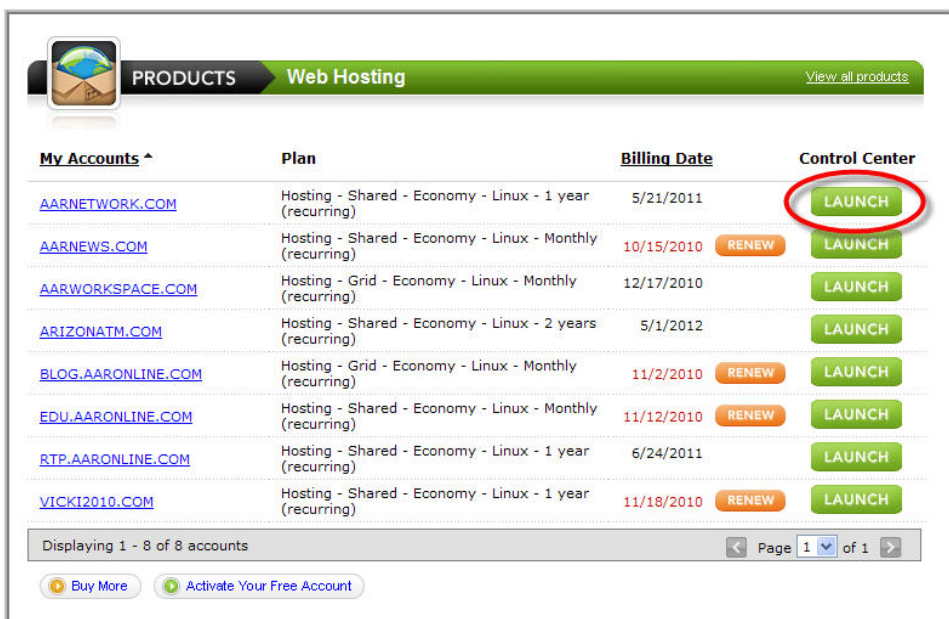 PRODUCTS Web Hosting View all products
My Accounts Plan Billing Date Control Center
AARNETWORK.COM Hosting - Shared - Economy - Linux - 1 year (recurring) 5/21/2011 LAUNCH
AARNEWS.COM Hosting - Shared - Economy - Linux - Monthly (recurring) 10/15/2010 RENEW LAUNCH
AARWORKSPACE.COM Hosting - Grid - Economy - Linux - Monthly (recurring) 12/17/2010 LAUNCH
ARIZONATM.COM Hosting - Shared - Economy - Linux - 2 years (recurring) 5/1/2012 LAUNCH
BLOG.AARONLINE.COM Hosting - Grid - Economy - Linux - Monthly (recurring) 11/2/2010 RENEW LAUNCH
EDU.AARONLINE.COM Hosting - Shared - Economy - Linux - Monthly (recurring) 11/12/2010 RENEW LAUNCH
RTP.AARONLINE.COM Hosting - Shared - Economy - Linux - 1 year (recurring) 6/24/2011 LAUNCH
VICKI2010.COM Hosting - Shared - Economy - Linux - 1 year (recurring) 11/18/2010 RENEW LAUNCH
Displaying 1 - 8 of 8 accounts Page 1 of 1
Buy More Activate Your Free Account